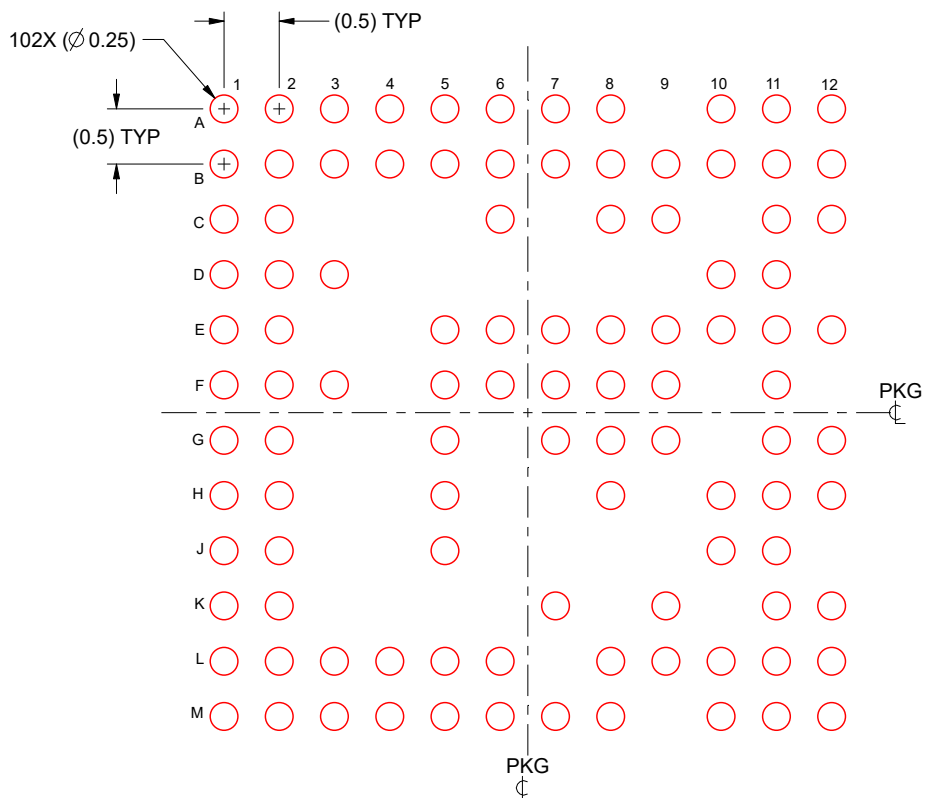 (0.5) TYP
102X (∅ 0.25)
1 2 3 4 5 6 7 8 9 10 11 12
A
(0.5) TYP
B
C
D
E
F
PKG
G
H
J
K
L
M
PKG